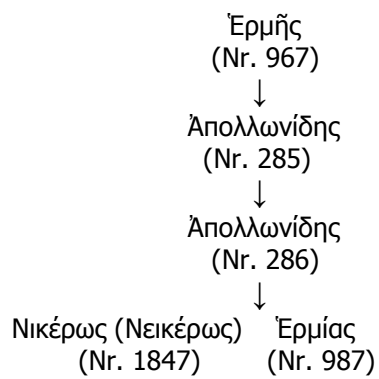 Ἑρμῆς
(Nr. 967)
↓
Ἀπολλωνίδης
(Nr. 285)
↓
Ἀπολλωνίδης
(Nr. 286)
↓
Νικέρως (Νεικέρως) Ἑρμίας
(Nr. 1847) (Nr. 987)